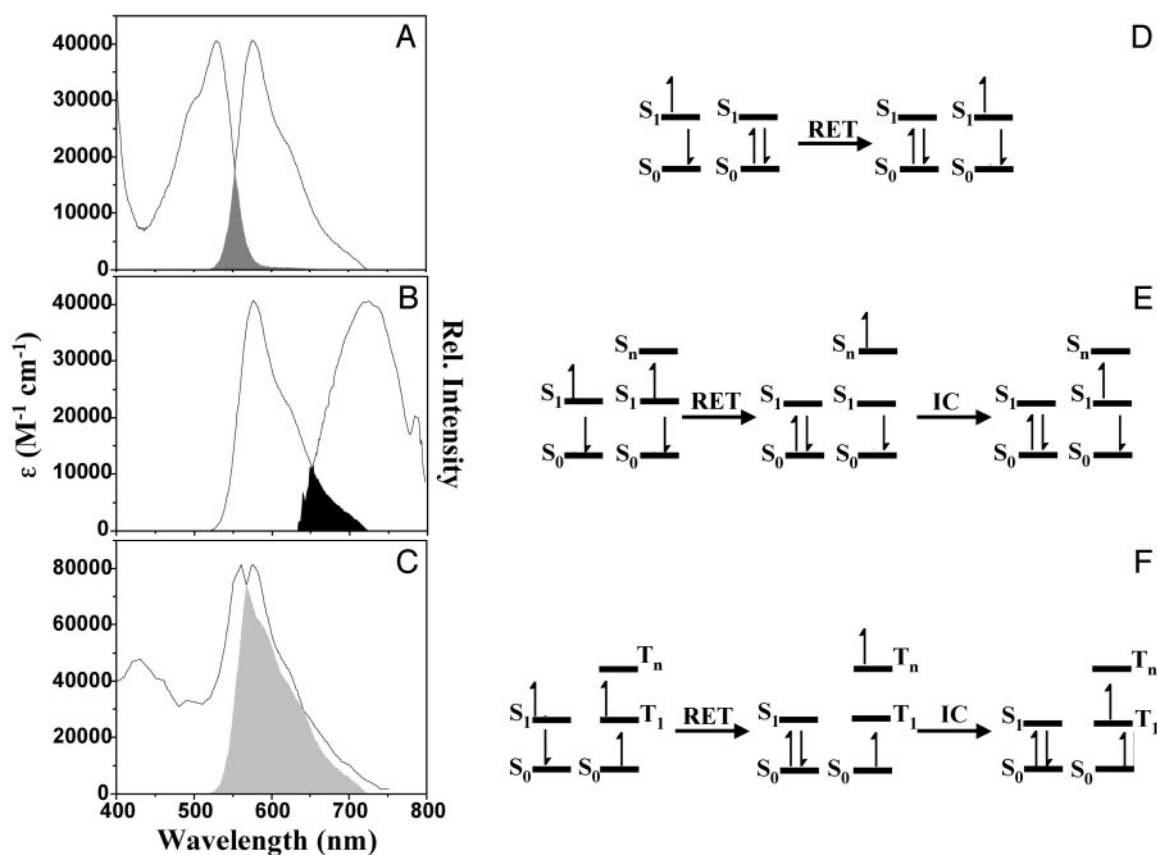 A
40000
30000
20000
10000
0
B
40000
30000
20000
10000
0
C
80000
60000
40000
20000
0
400 500 600 700 800
Wavelength (nm)
ε (M⁻¹ cm⁻¹)
Rel. Intensity
D
S₁ S₁ S₁ S₁
RET
S₀ S₀ S₀ S₀
E
Sₙ Sₙ Sₙ
S₁ S₁ RET S₁ S₁ IC S₁ S₁
S₀ S₀ S₀ S₀ S₀ S₀
F
Tₙ Tₙ Tₙ
S₁ T₁ RET S₁ T₁ IC S₁ T₁
S₀ S₀ S₀ S₀ S₀ S₀